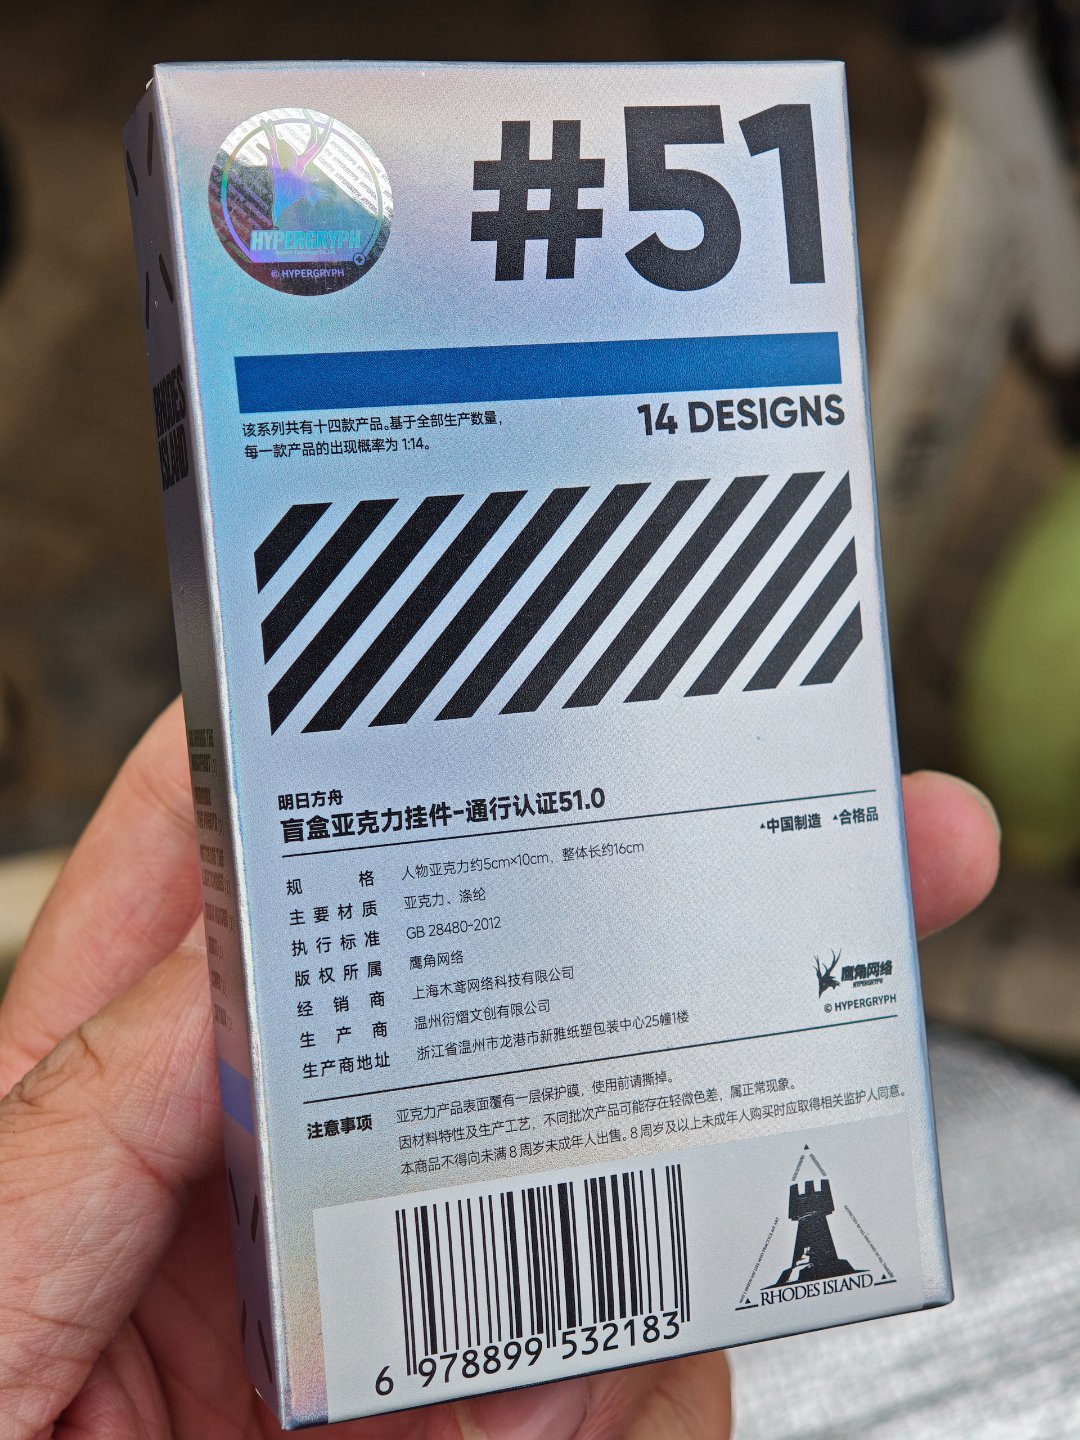 HYPERGRYPH
© HYPERGRYPH
#51
14 DESIGNS
该系列共有十四款产品。基于全部生产数量,
每一款产品的出现概率为 1:14。
RHODES
ISLAND
明日方舟
盲盒亚克力挂件-通行认证51.0
▲中国制造 ▲合格品
规格 人物亚克力约5cm×10cm、整体长约16cm
主要材质 亚克力、涤纶
执行标准 GB 28480-2012
版权所属 鹰角网络
经销商 上海木鸢网络科技有限公司
生产商 温州衍熠文创有限公司
生产商地址 浙江省温州市龙港市新雅纸塑包装中心25幢1楼
鹰角网络
HYPERGRYPH
© HYPERGRYPH
注意事项 亚克力产品表面覆有一层保护膜，使用前请撕掉。
因材料特性及生产工艺，不同批次产品可能存在轻微色差，属正常现象。
本商品不得向未满 8 周岁未成年人出售。8 周岁及以上未成年人购买时应取得相关监护人同意。
6 978899 532183
RHODES ISLAND